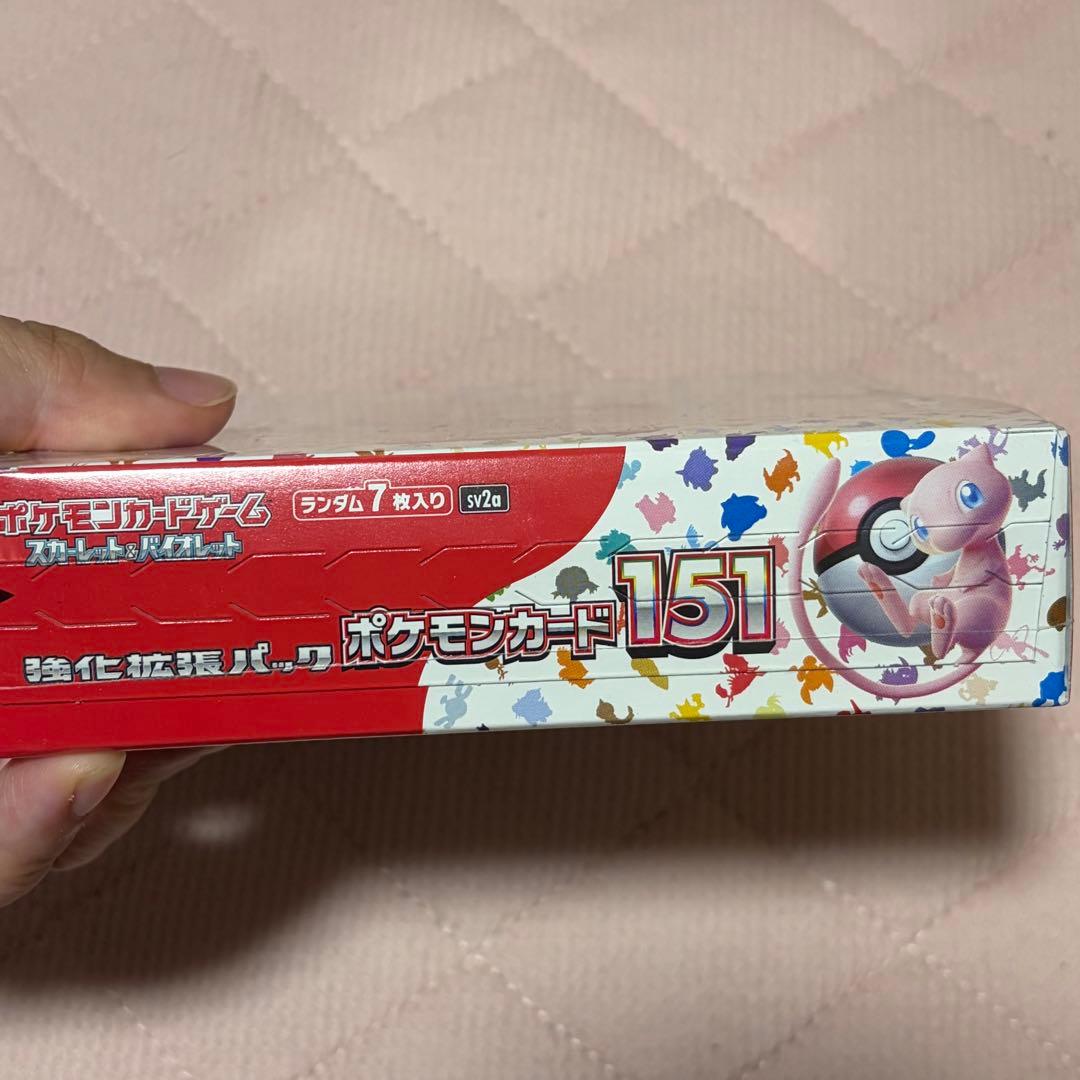 ポケモンカードゲーム
スカーレット&バイオレット
ランダム7枚入り
sv2a
強化拡張パック
ポケモンカード151